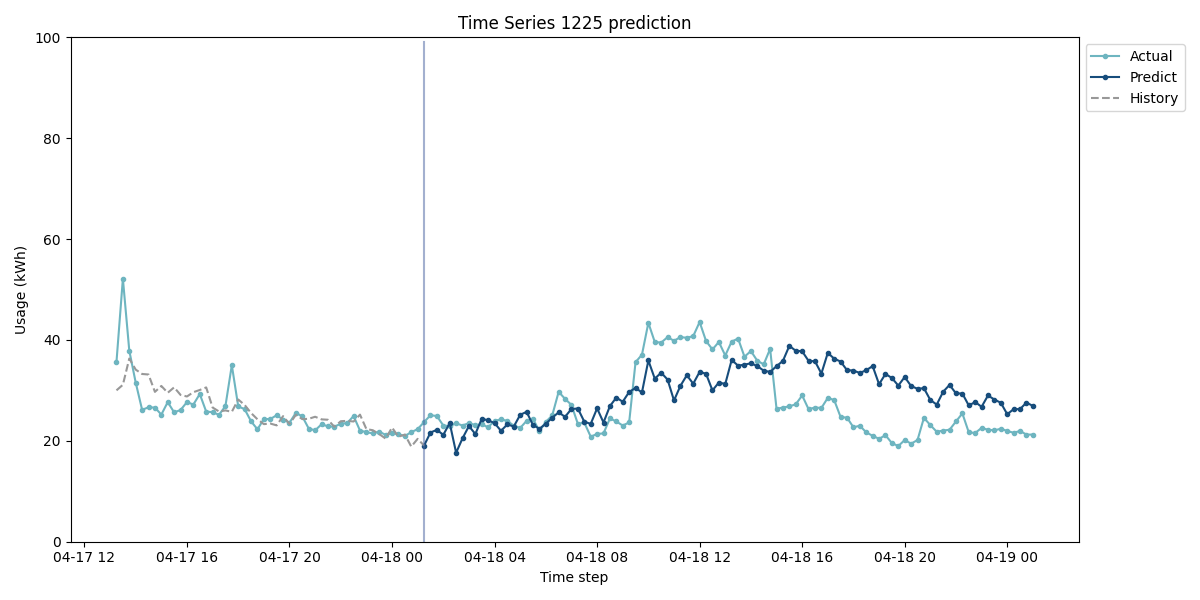 Time Series 1225 prediction
Usage (kWh)
100
80
60
40
20
0
04-17 12
04-17 16
04-17 20
04-18 00
04-18 04
04-18 08
04-18 12
04-18 16
04-18 20
04-19 00
Time step
Actual
Predict
History